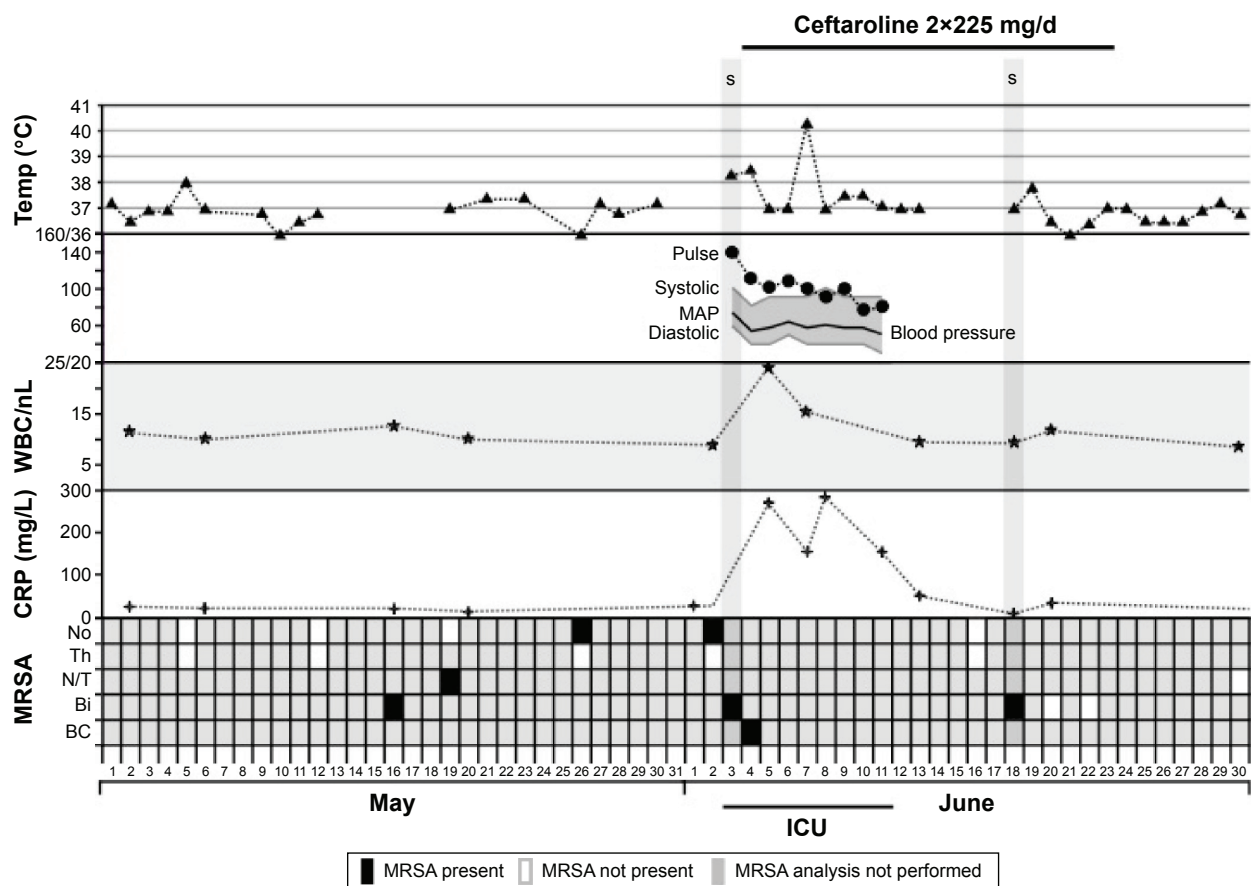 Ceftaroline 2×225 mg/d
s s
Temp (°C)
41
40
39
38
37
160/36
140
100
60
25/20
Pulse
Systolic
MAP
Diastolic
Blood pressure
WBC/nL
15
5
300
CRP (mg/L)
200
100
0
MRSA
No
Th
N/T
Bi
BC
1 2 3 4 5 6 7 8 9 10 11 12 13 14 15 16 17 18 19 20 21 22 23 24 25 26 27 28 29 30 31 1 2 3 4 5 6 7 8 9 10 11 12 13 14 15 16 17 18 19 20 21 22 23 24 25 26 27 28 29 30
May June
ICU
MRSA present MRSA not present MRSA analysis not performed